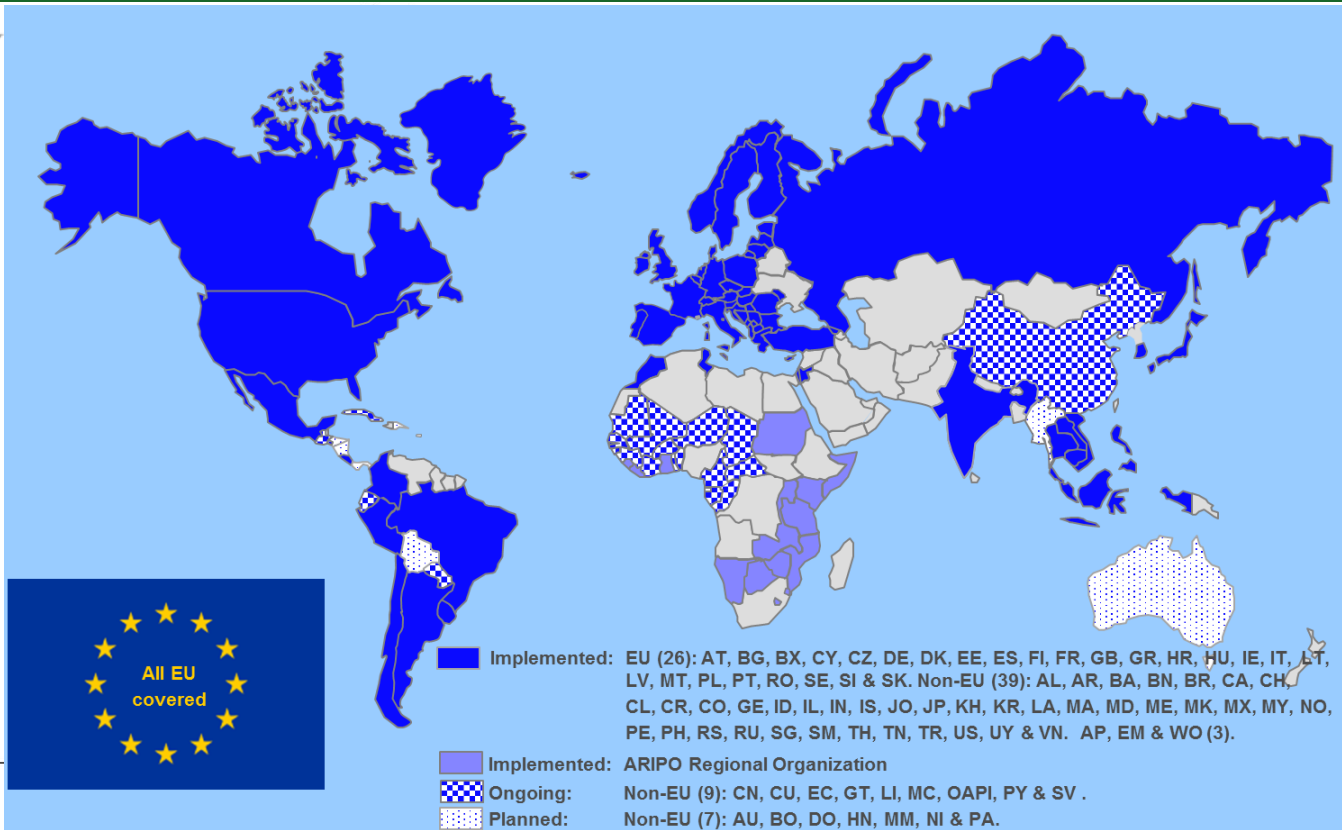 All EU
covered
Implemented: EU (26): AT, BG, BX, CY, CZ, DE, DK, EE, ES, FI, FR, GB, GR, HR, HU, IE, IT, LT,
LV, MT, PL, PT, RO, SE, SI & SK. Non-EU (39): AL, AR, BA, BN, BR, CA, CH,
CL, CR, CO, GE, ID, IL, IN, IS, JO, JP, KH, KR, LA, MA, MD, ME, MK, MX, MY, NO,
PE, PH, RS, RU, SG, SM, TH, TN, TR, US, UY & VN. AP, EM & WO (3).
Implemented: ARIPO Regional Organization
Ongoing: Non-EU (9): CN, CU, EC, GT, LI, MC, OAPI, PY & SV .
Planned: Non-EU (7): AU, BO, DO, HN, MM, NI & PA.